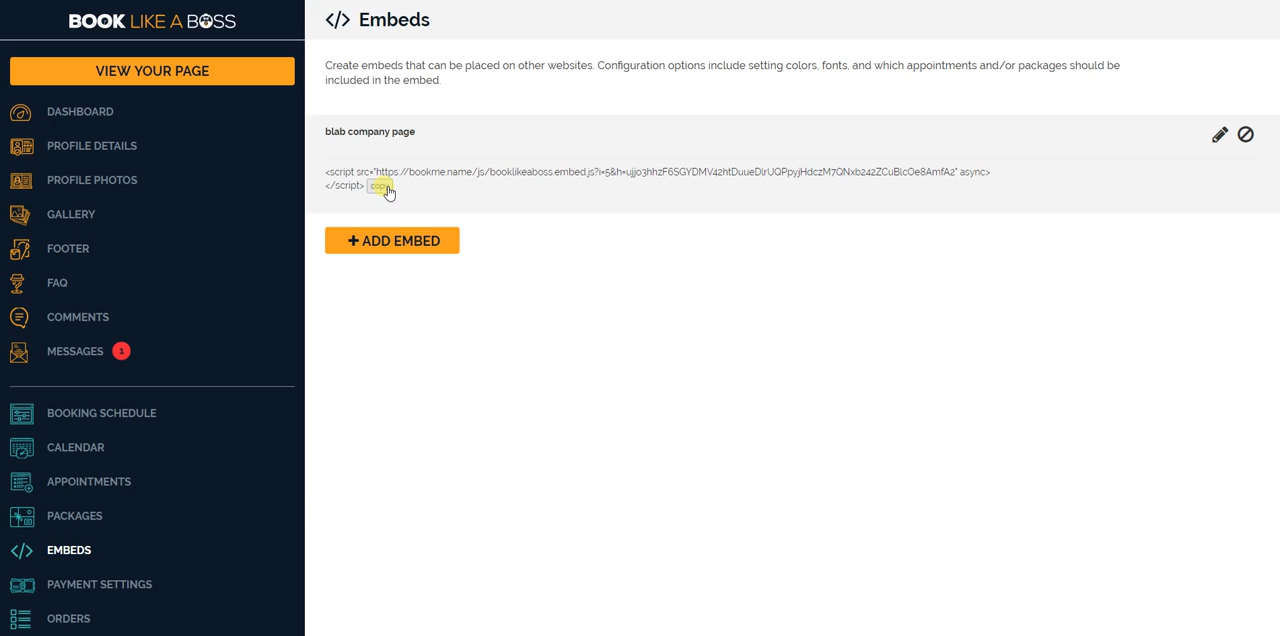 BOOK LIKE A BOSS
VIEW YOUR PAGE
DASHBOARD
PROFILE DETAILS
PROFILE PHOTOS
GALLERY
FOOTER
FAQ
COMMENTS
MESSAGES 1
BOOKING SCHEDULE
CALENDAR
APPOINTMENTS
PACKAGES
EMBEDS
PAYMENT SETTINGS
ORDERS
</> Embeds
Create embeds that can be placed on other websites. Configuration options include setting colors, fonts, and which appointments and/or packages should be
included in the embed.
blab company page
<script src="https://bookme.name/js/booklikeaboss.embed.js?i=5&h=ujjo3hhzF6SGYDMV42htDuueDlrUQPpyjHdczM7QNxb242ZCuBlcOe8AmfA2" async>
</script> copy
+ ADD EMBED